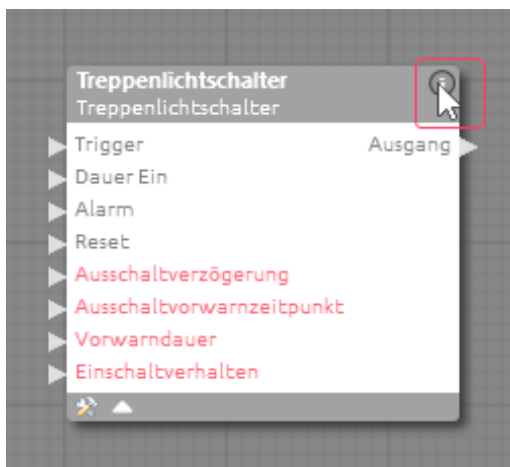 Treppenlichtschalter
Treppenlichtschalter
Trigger Ausgang
Dauer Ein
Alarm
Reset
Ausschaltverzögerung
Ausschaltvorwarnzeitpunkt
Vorwarndauer
Einschaltverhalten